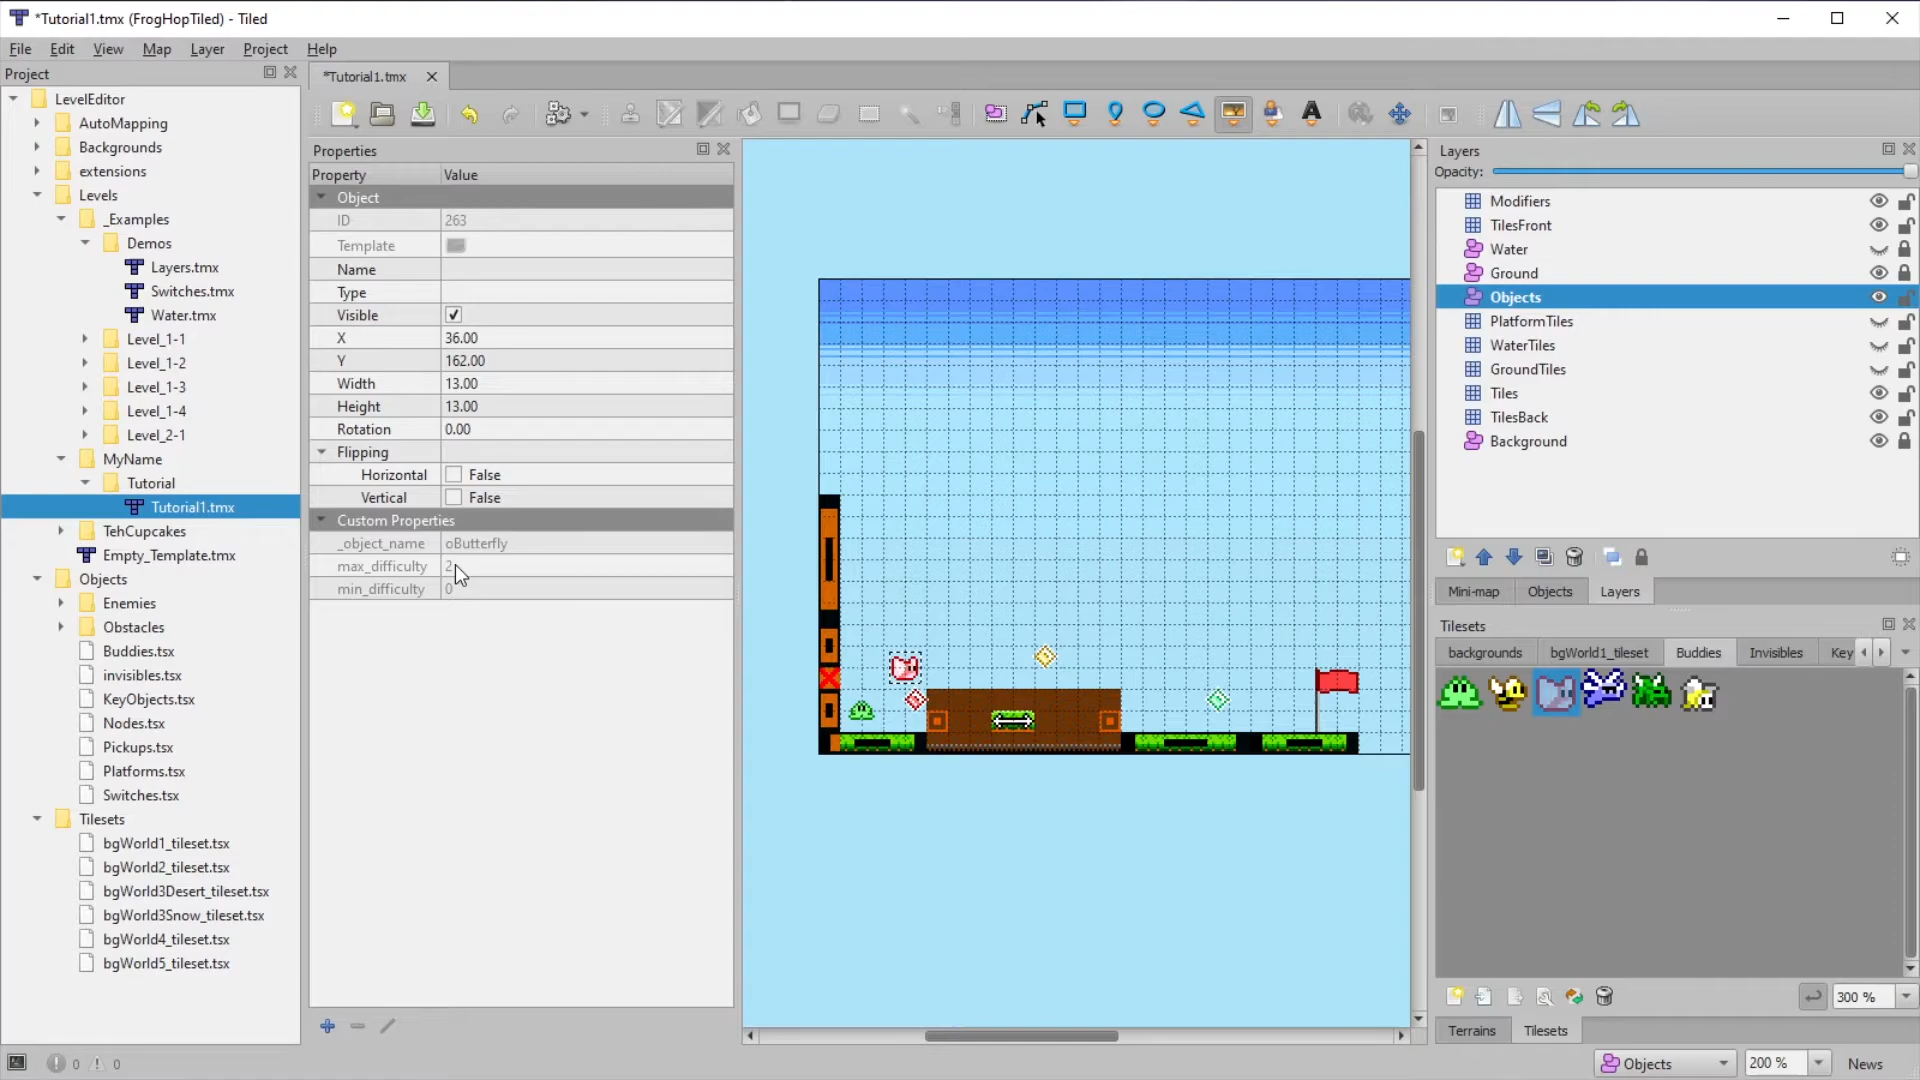 *Tutorial1.tmx (FrogHopTiled) - Tiled
File Edit View Map Layer Project Help
Project
LevelEditor
AutoMapping
Backgrounds
extensions
Levels
_Examples
Demos
Layers.tmx
Switches.tmx
Water.tmx
Level_1-1
Level_1-2
Level_1-3
Level_1-4
Level_2-1
MyName
Tutorial
Tutorial1.tmx
TehCupcakes
Empty_Template.tmx
Objects
Enemies
Obstacles
Buddies.tsx
invisibles.tsx
KeyObjects.tsx
Nodes.tsx
Pickups.tsx
Platforms.tsx
Switches.tsx
Tilesets
bgWorld1_tileset.tsx
bgWorld2_tileset.tsx
bgWorld3Desert_tileset.tsx
bgWorld3Snow_tileset.tsx
bgWorld4_tileset.tsx
bgWorld5_tileset.tsx
0 0
*Tutorial1.tmx
Properties
Property Value
Object
ID 263
Template
Name
Type
Visible
X 36.00
Y 162.00
Width 13.00
Height 13.00
Rotation 0.00
Flipping
Horizontal False
Vertical False
Custom Properties
_object_name oButterfly
max_difficulty 2
min_difficulty 0
A
Layers
Opacity:
Modifiers
TilesFront
Water
Ground
Objects
PlatformTiles
WaterTiles
GroundTiles
Tiles
TilesBack
Background
Mini-map Objects Layers
Tilesets
backgrounds bgWorld1_tileset Buddies Invisibles Key
300 %
Terrains Tilesets
Objects 200 % News